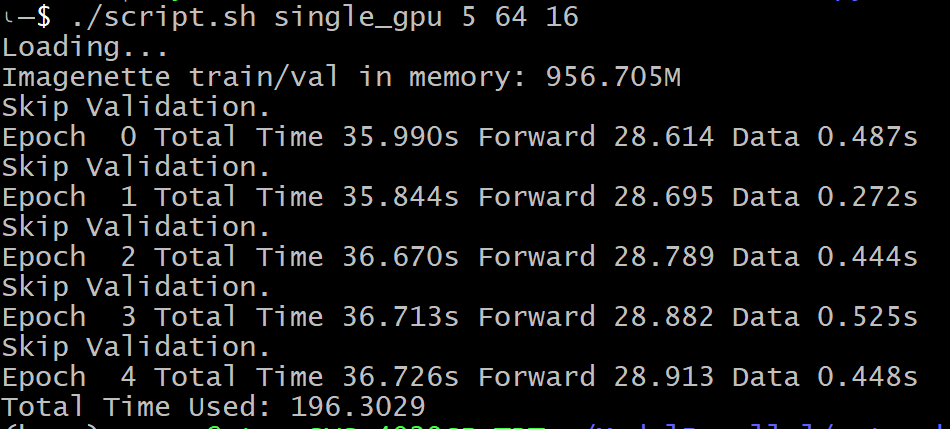 ╰─$ ./script.sh single_gpu 5 64 16
Loading...
Imagenette train/val in memory: 956.705M
Skip Validation.
Epoch  0 Total Time 35.990s Forward 28.614 Data 0.487s
Skip Validation.
Epoch  1 Total Time 35.844s Forward 28.695 Data 0.272s
Skip Validation.
Epoch  2 Total Time 36.670s Forward 28.789 Data 0.444s
Skip Validation.
Epoch  3 Total Time 36.713s Forward 28.882 Data 0.525s
Skip Validation.
Epoch  4 Total Time 36.726s Forward 28.913 Data 0.448s
Total Time Used: 196.3029